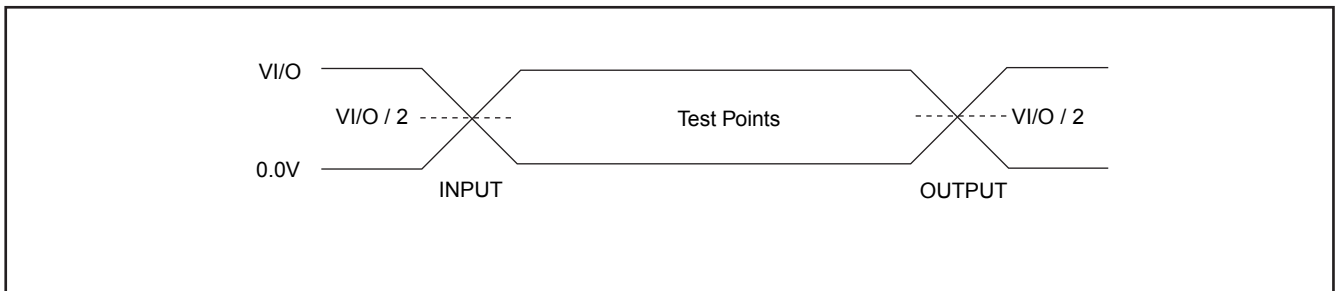 VI/O
VI/O / 2
Test Points
VI/O / 2
0.0V
INPUT
OUTPUT